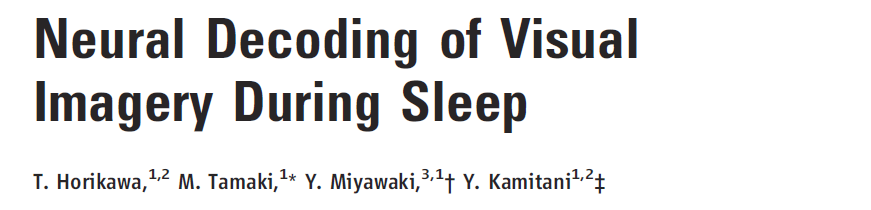 Neural Decoding of Visual
Imagery During Sleep
T. Horikawa,1,2 M. Tamaki,1* Y. Miyawaki,3,1† Y. Kamitani1,2‡